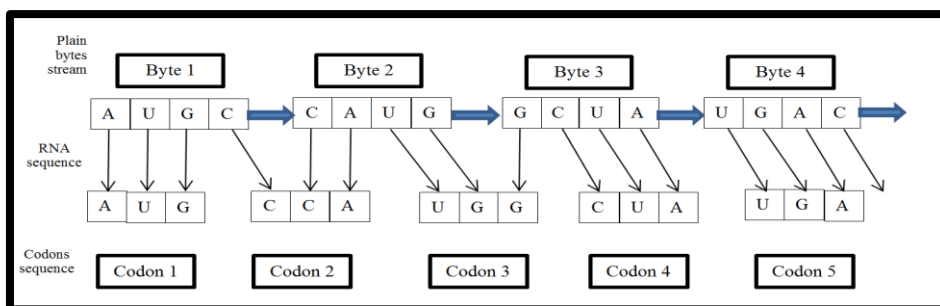 Plain
bytes
stream
Byte 1 Byte 2 Byte 3 Byte 4
A U G C C A U G G C U A U G A C
RNA
sequence
A U G C C A U G G C U A U G A
Codons
sequence
Codon 1 Codon 2 Codon 3 Codon 4 Codon 5